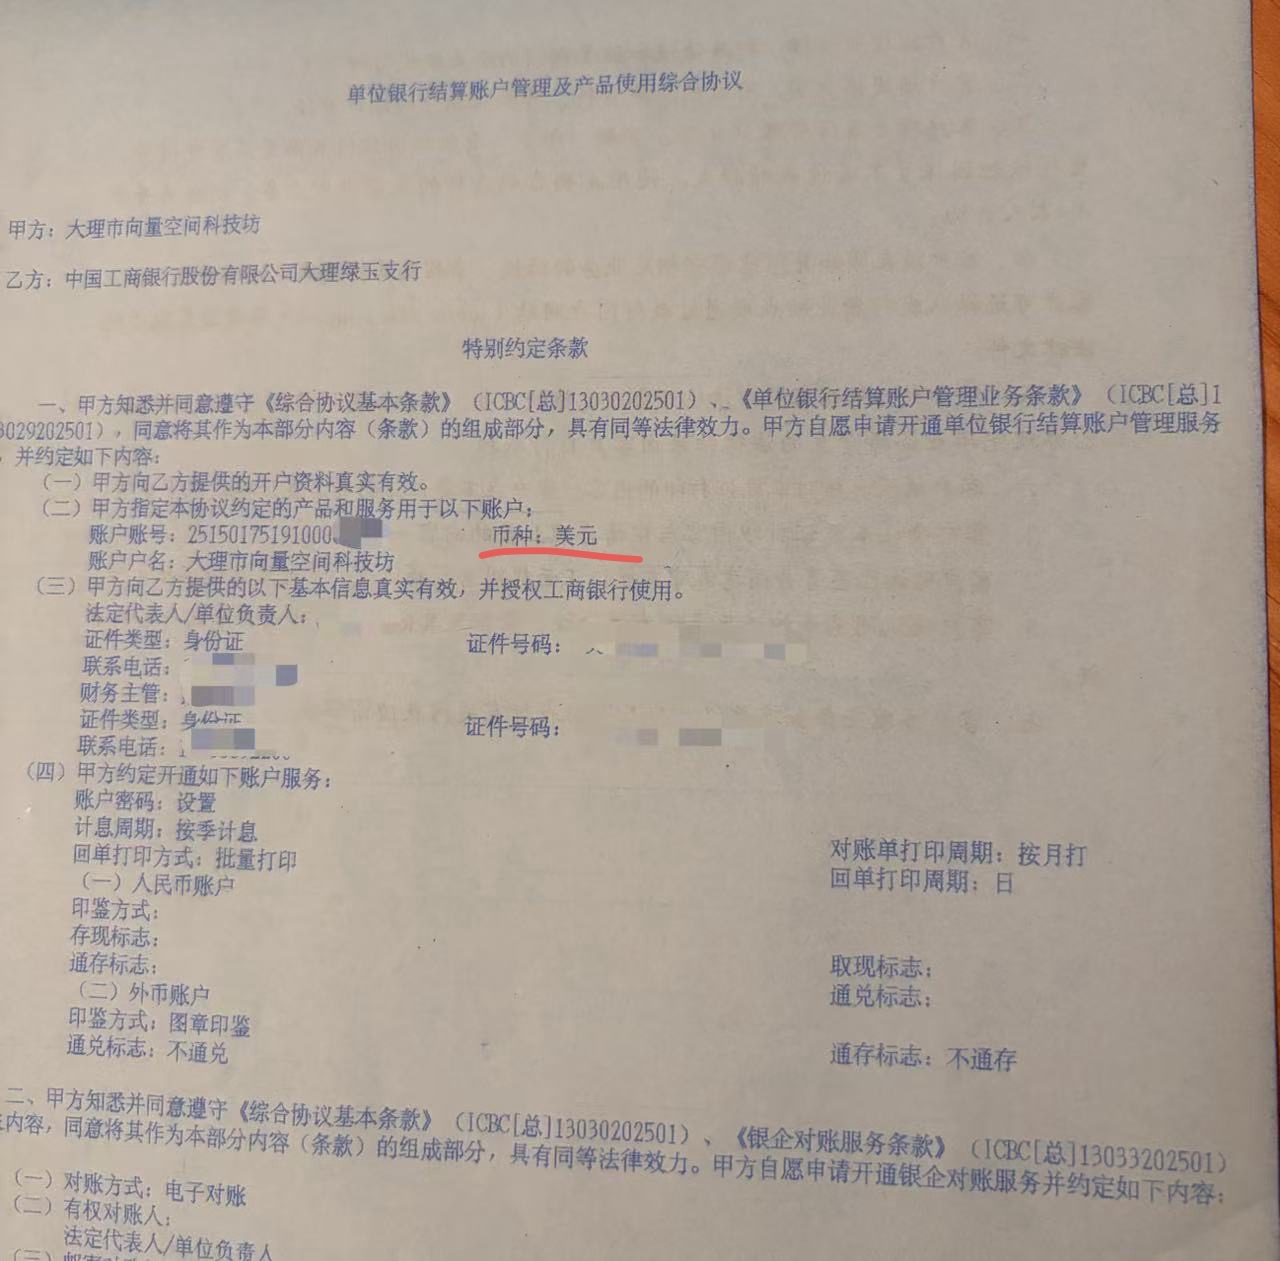 单位银行结算账户管理及产品使用综合协议
甲方：大理市向量空间科技坊
乙方：中国工商银行股份有限公司大理绿玉支行
特别约定条款
一、甲方知悉并同意遵守《综合协议基本条款》（ICBC[总]13030202501）、《单位银行结算账户管理业务条款》（ICBC[总]1
3029202501），同意将其作为本部分内容（条款）的组成部分，具有同等法律效力。甲方自愿申请开通单位银行结算账户管理服务
，并约定如下内容：
（一）甲方向乙方提供的开户资料真实有效。
（二）甲方指定本协议约定的产品和服务用于以下账户：
账户账号：25150175191000 币种：美元
账户户名：大理市向量空间科技坊
（三）甲方向乙方提供的以下基本信息真实有效，并授权工商银行使用。
法定代表人/单位负责人：
证件类型：身份证 证件号码：
联系电话：
财务主管：
证件类型：身份证 证件号码：
联系电话：
（四）甲方约定开通如下账户服务：
账户密码：设置
计息周期：按季计息 对账单打印周期：按月打
回单打印方式：批量打印 回单打印周期：日
（一）人民币账户
印鉴方式：
存现标志： 取现标志：
通存标志： 通兑标志：
（二）外币账户
印鉴方式：图章印鉴
通兑标志：不通兑 通存标志：不通存
二、甲方知悉并同意遵守《综合协议基本条款》（ICBC[总]13030202501）、《银企对账服务条款》（ICBC[总]13033202501）
内容，同意将其作为本部分内容（条款）的组成部分，具有同等法律效力。甲方自愿申请开通银企对账服务并约定如下内容：
（一）对账方式：电子对账
（二）有权对账人：
法定代表人/单位负责人